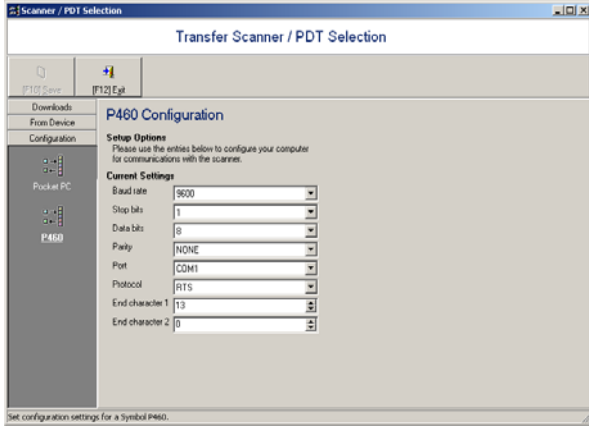 Scanner / PDT Selection
Transfer Scanner / PDT Selection
[F10] Save
[F12] Exit
Downloads
From Device
Configuration
Pocket PC
P460
P460 Configuration
Setup Options
Please use the entries below to configure your computer
for communications with the scanner.
Current Settings
Baud rate 9600
Stop bits 1
Data bits 8
Parity NONE
Port COM1
Protocol RTS
End character 1 13
End character 2 0
Set configuration settings for a Symbol P460.